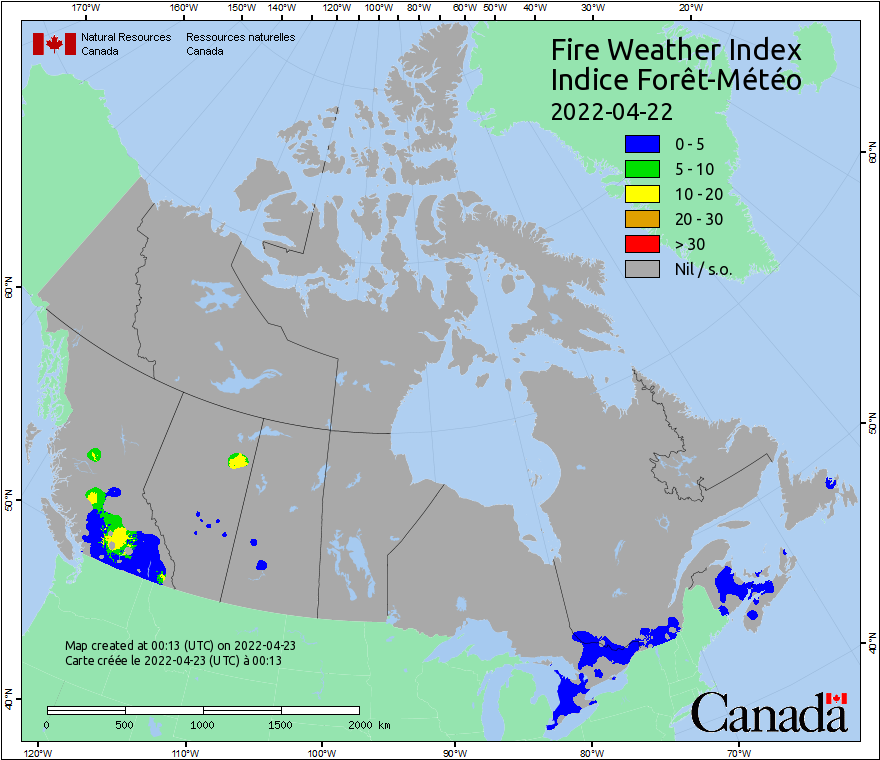 170°W 160°W 150°W 140°W 120°W 100°W 80°W 60°W 50°W 40°W 30°W 20°W
Natural Resources Ressources naturelles
Canada Canada
Fire Weather Index
Indice Forêt-Météo
2022-04-22
0 - 5
5 - 10
10 - 20
20 - 30
> 30
Nil / s.o.
60°N
60°N
50°N
50°N
40°N
40°N
Map created at 00:13 (UTC) on 2022-04-23
Carte créée le 2022-04-23 (UTC) à 00:13
0 500 1000 1500 2000 km
Canada
120°W 110°W 100°W 90°W 80°W 70°W